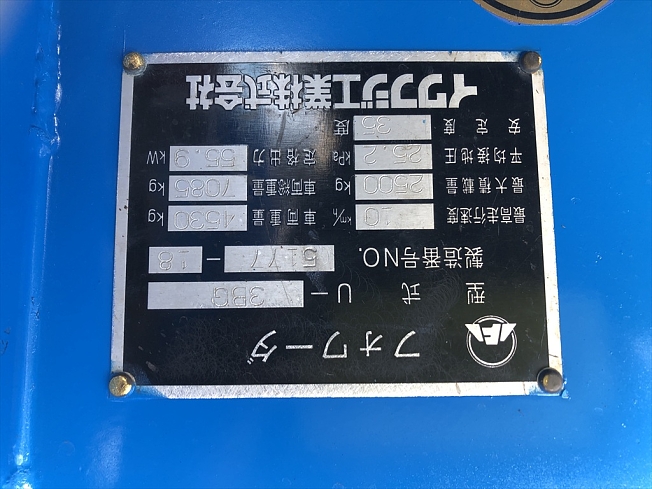 フォワーダ
型式 U-3BG
製造番号NO. 5177-18
最高走行速度 10 km/h 車両重量 4530 kg
最大積載量 2500 kg 車両総重量 7085 kg
平均接地圧 25.2 kPa 定格出力 55.9 kW
安定度 35 度
イワフジ工業株式会社